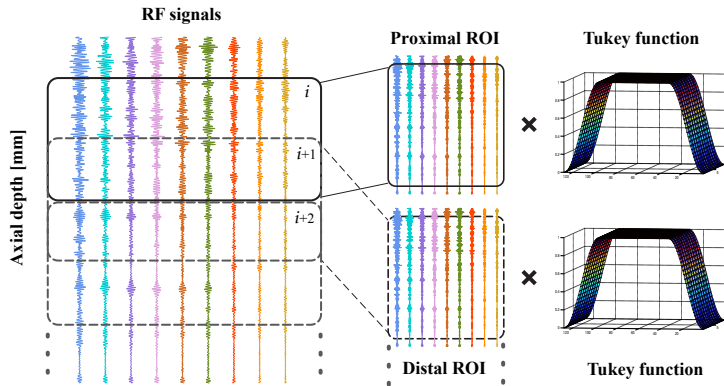 RF signals
Proximal ROI
Tukey function
Axial depth [mm]
i
i+1
i+2
×
×
Distal ROI
Tukey function